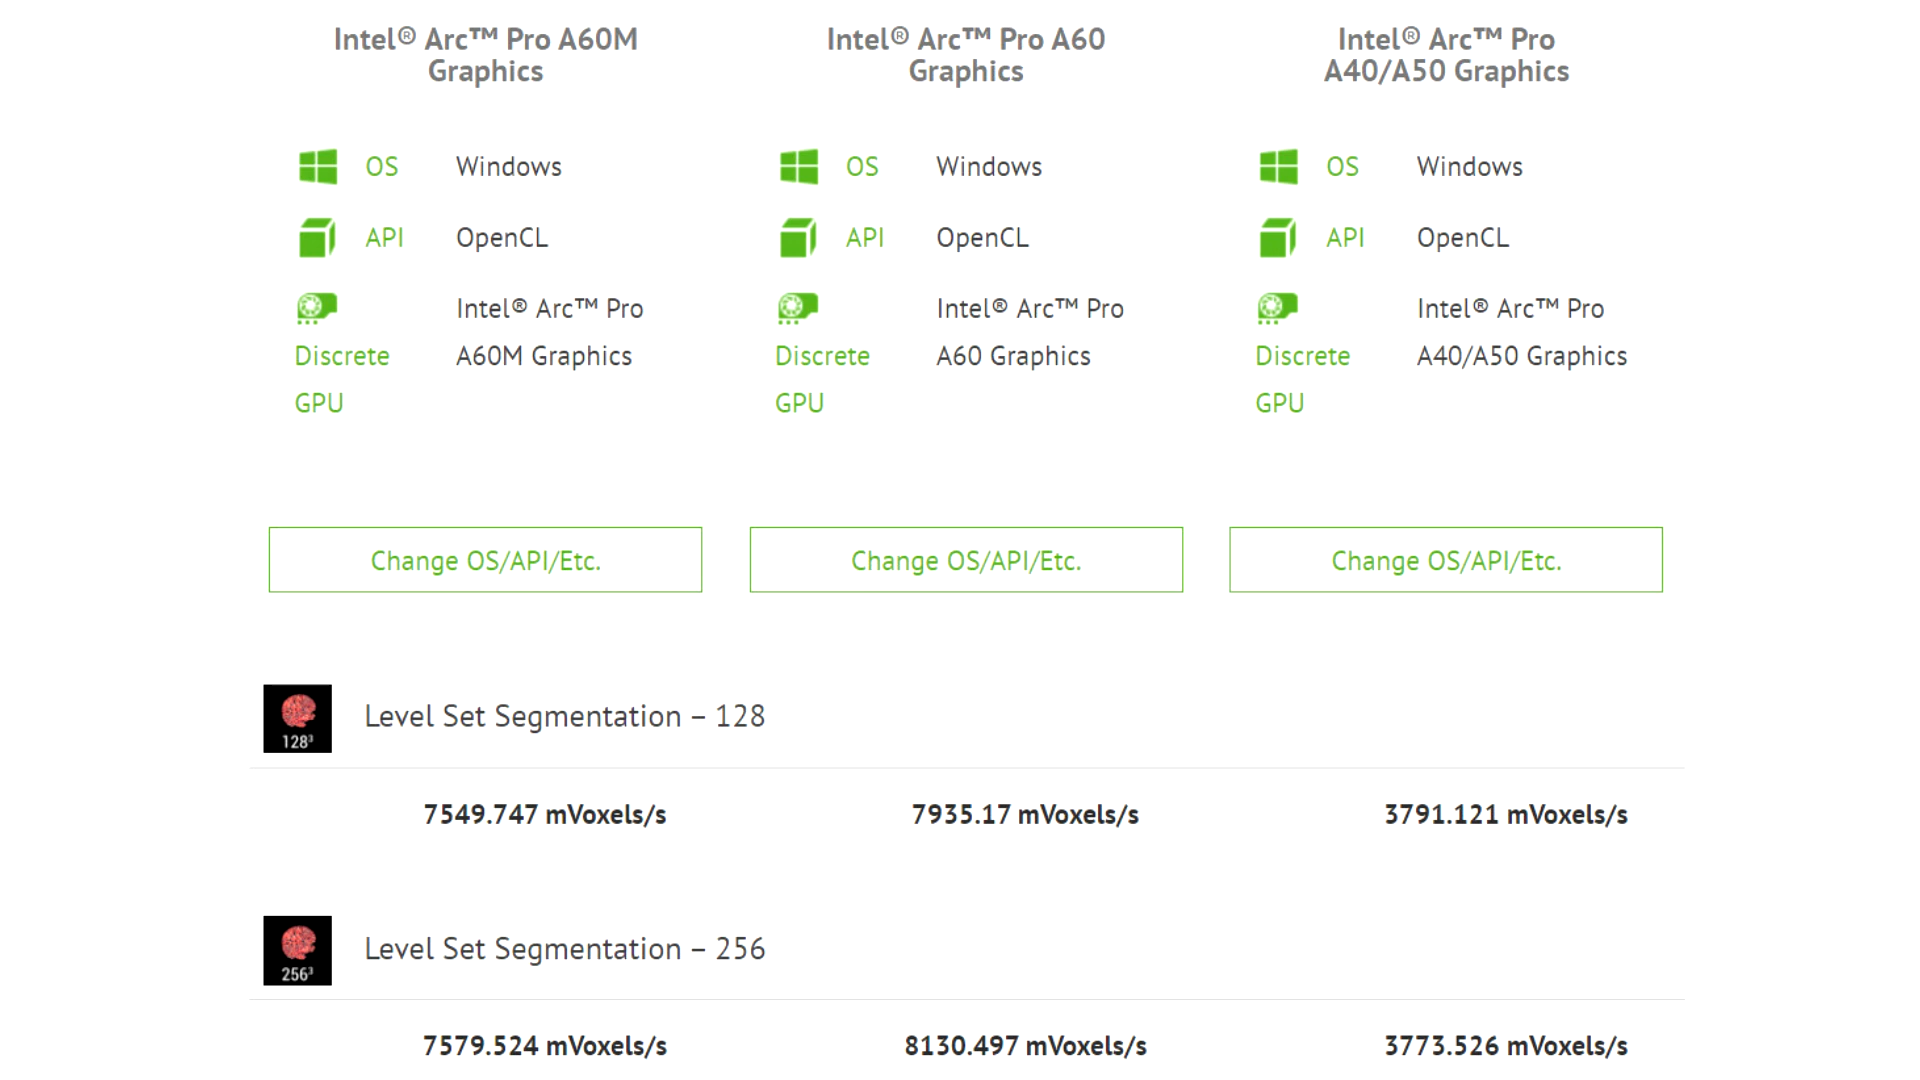 Intel® Arc™ Pro A60M
Graphics
Intel® Arc™ Pro A60
Graphics
Intel® Arc™ Pro
A40/A50 Graphics
OS Windows
API OpenCL
Discrete
GPU
Intel® Arc™ Pro
A60M Graphics
OS Windows
API OpenCL
Discrete
GPU
Intel® Arc™ Pro
A60 Graphics
OS Windows
API OpenCL
Discrete
GPU
Intel® Arc™ Pro
A40/A50 Graphics
Change OS/API/Etc.
Change OS/API/Etc.
Change OS/API/Etc.
128³
Level Set Segmentation – 128
7549.747 mVoxels/s
7935.17 mVoxels/s
3791.121 mVoxels/s
256³
Level Set Segmentation – 256
7579.524 mVoxels/s
8130.497 mVoxels/s
3773.526 mVoxels/s